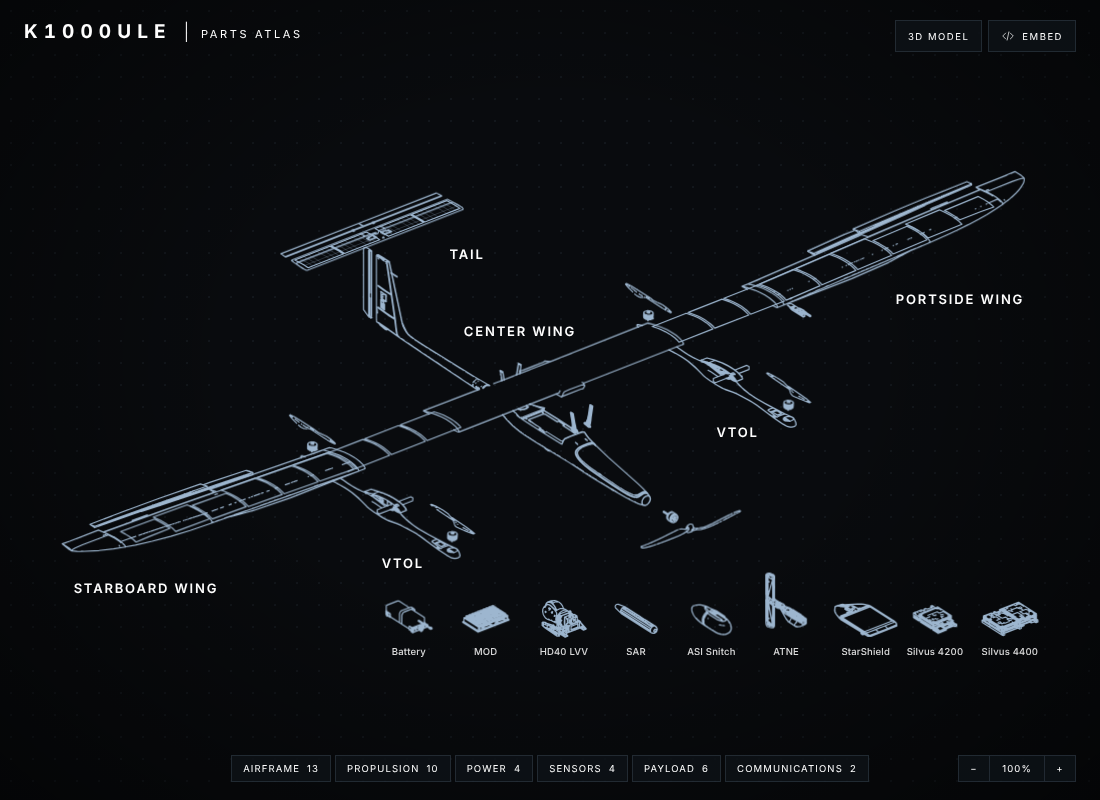 K1000ULE PARTS ATLAS
3D MODEL
</> EMBED
TAIL
PORTSIDE WING
CENTER WING
VTOL
VTOL
STARBOARD WING
Battery
MOD
HD40 LVV
SAR
ASI Snitch
ATNE
StarShield
Silvus 4200
Silvus 4400
AIRFRAME 13
PROPULSION 10
POWER 4
SENSORS 4
PAYLOAD 6
COMMUNICATIONS 2
− 100% +